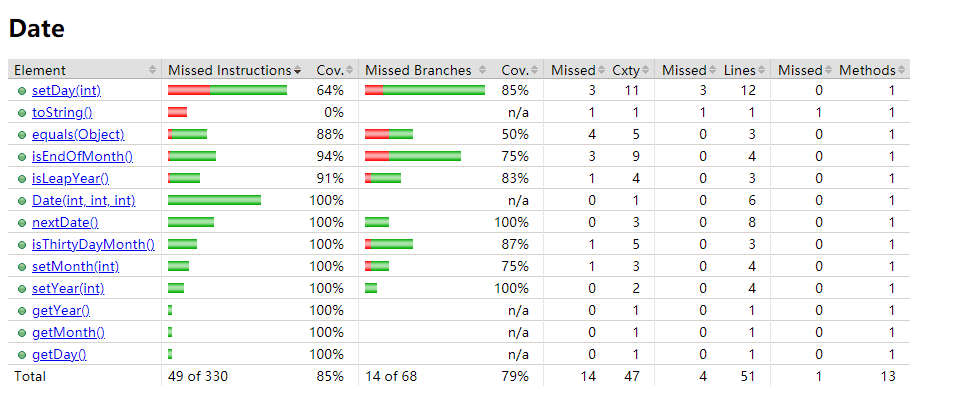 Date
Element Missed Instructions Cov. Missed Branches Cov. Missed Cxty Missed Lines Missed Methods
setDay(int) 64% 85% 3 11 3 12 0 1
toString() 0% n/a 1 1 1 1 1 1
equals(Object) 88% 50% 4 5 0 3 0 1
isEndOfMonth() 94% 75% 3 9 0 4 0 1
isLeapYear() 91% 83% 1 4 0 3 0 1
Date(int, int, int) 100% n/a 0 1 0 6 0 1
nextDate() 100% 100% 0 3 0 8 0 1
isThirtyDayMonth() 100% 87% 1 5 0 3 0 1
setMonth(int) 100% 75% 1 3 0 4 0 1
setYear(int) 100% 100% 0 2 0 4 0 1
getYear() 100% n/a 0 1 0 1 0 1
getMonth() 100% n/a 0 1 0 1 0 1
getDay() 100% n/a 0 1 0 1 0 1
Total 49 of 330 85% 14 of 68 79% 14 47 4 51 1 13